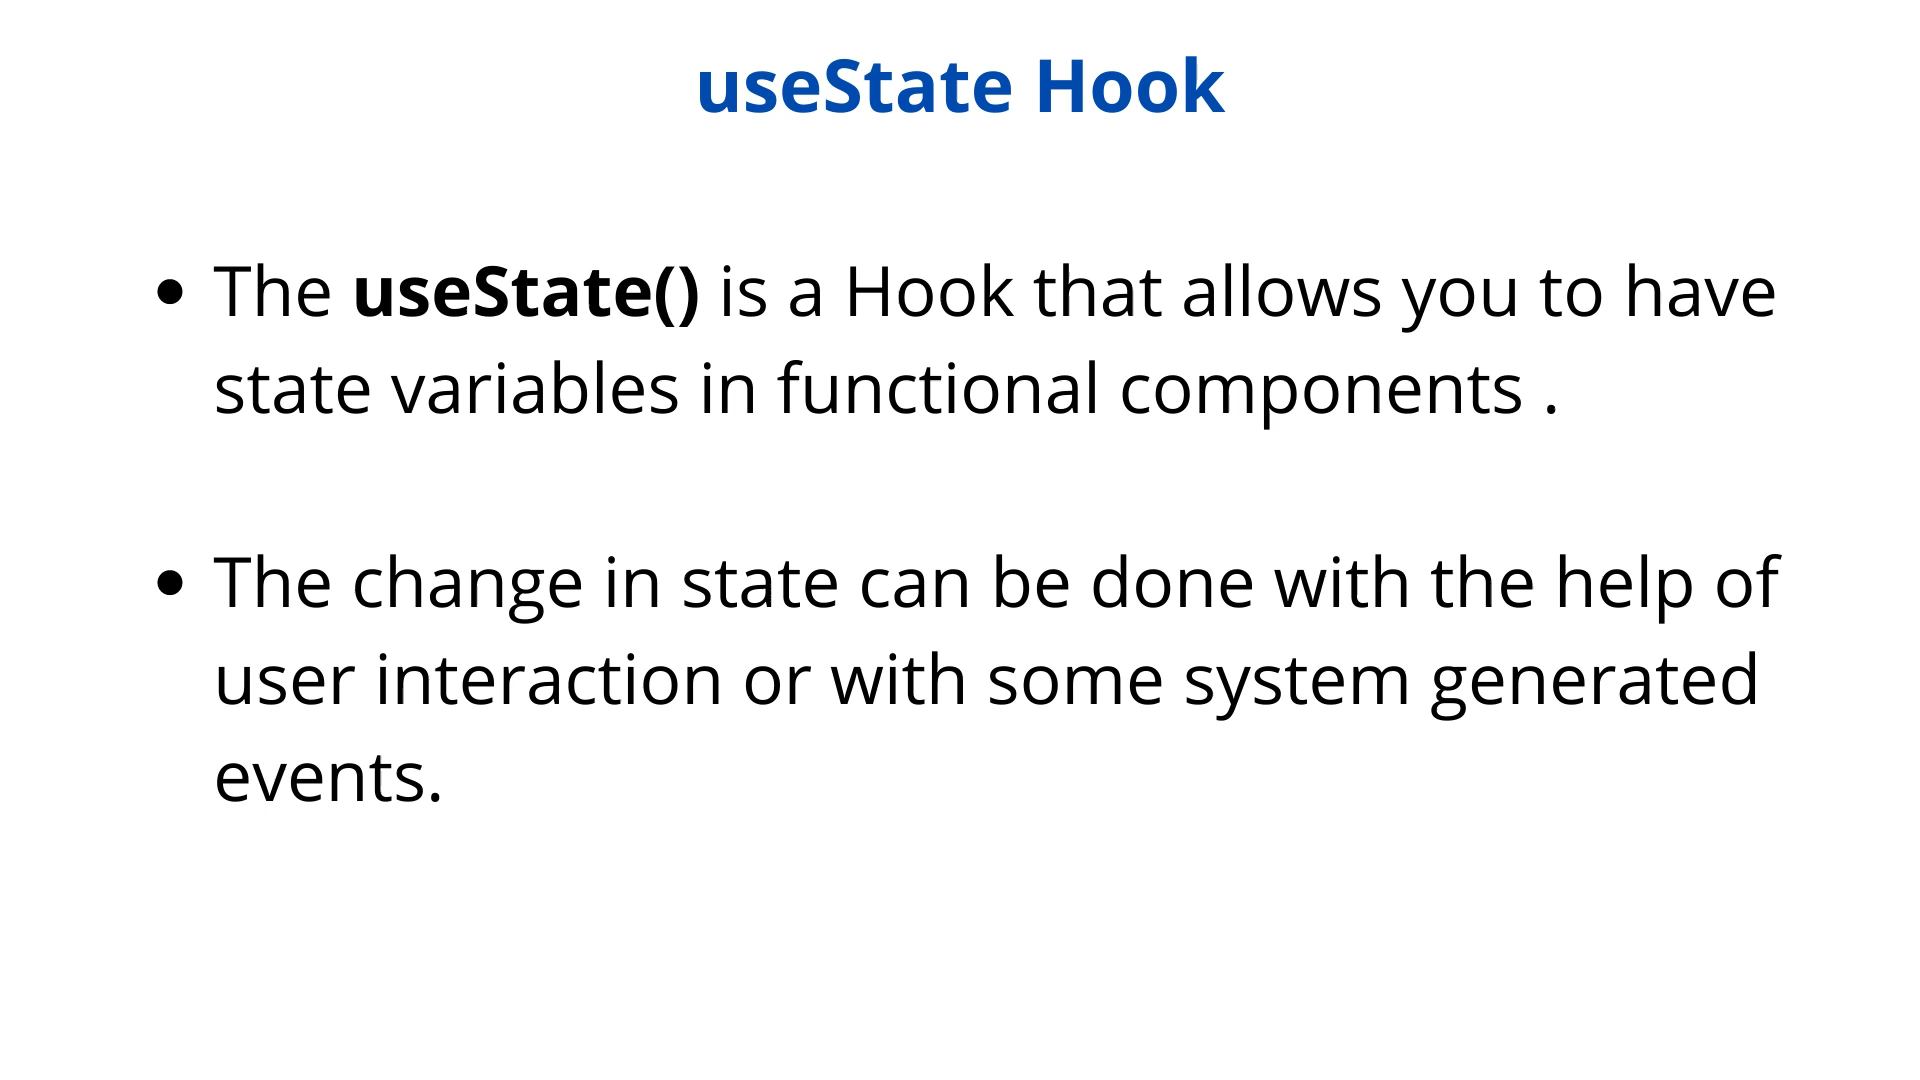 useState Hook
• The useState() is a Hook that allows you to have
state variables in functional components .
• The change in state can be done with the help of
user interaction or with some system generated
events.